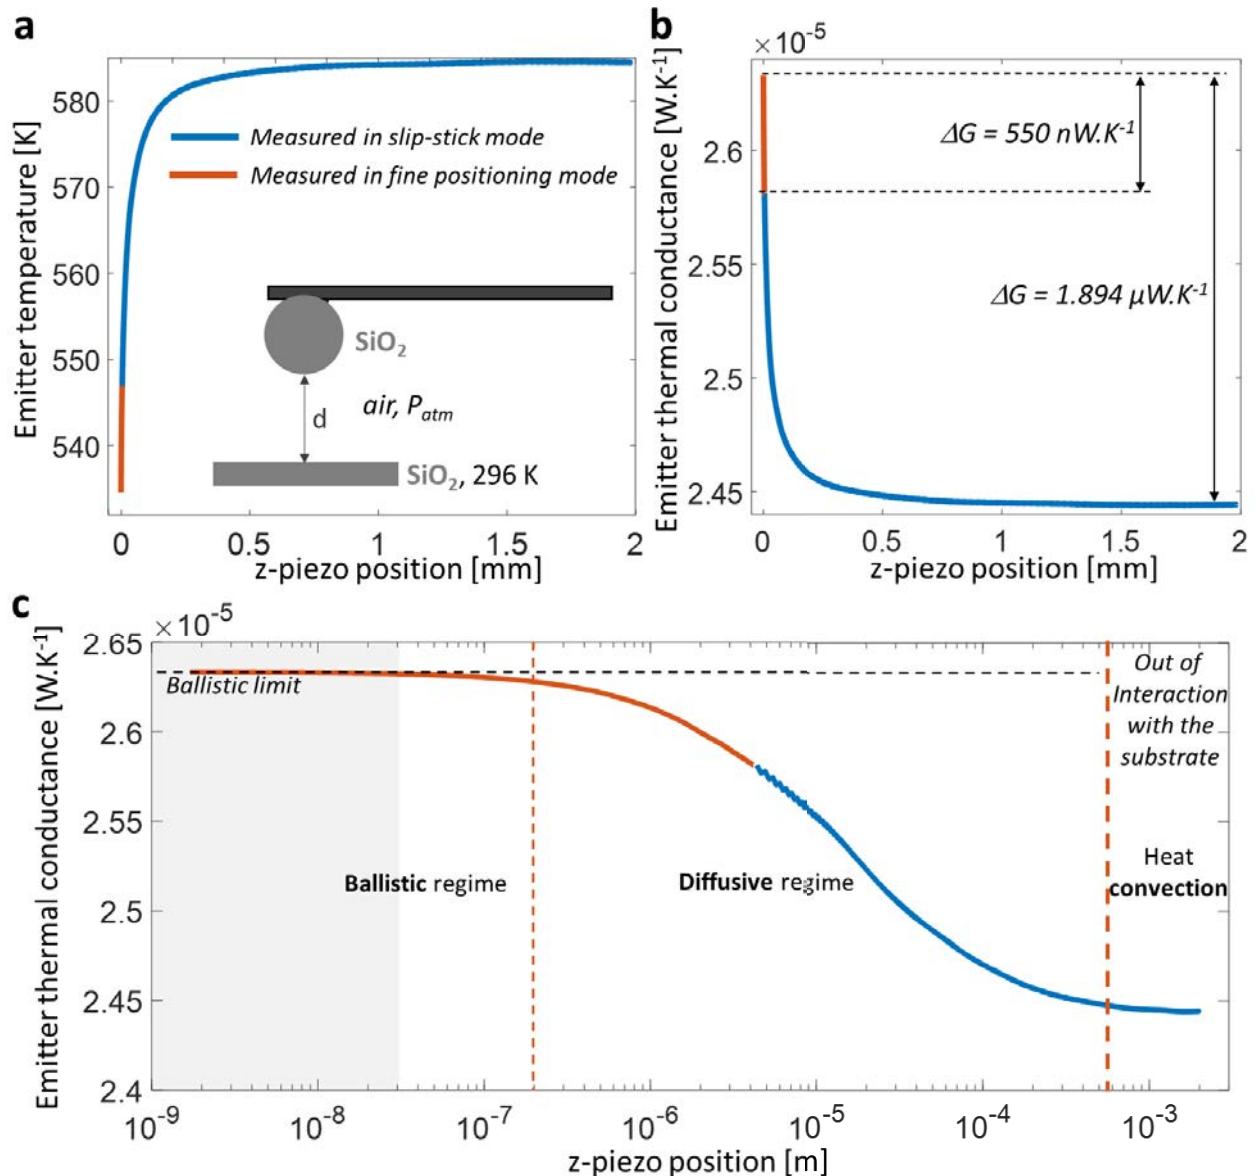 a
Emitter temperature [K]
580
570
560
550
540
Measured in slip-stick mode
Measured in fine positioning mode
SiO₂
d
air, Pₐₜₘ
SiO₂, 296 K
0
0.5
1
1.5
2
z-piezo position [mm]
b
×10⁻⁵
Emitter thermal conductance [W.K⁻¹]
2.6
2.55
2.5
2.45
ΔG = 550 nW.K⁻¹
ΔG = 1.894 μW.K⁻¹
0
0.5
1
1.5
2
z-piezo position [mm]
c
×10⁻⁵
Emitter thermal conductance [W.K⁻¹]
2.65
2.6
2.55
2.5
2.45
2.4
Ballistic limit
Ballistic regime
Diffusive regime
Out of
Interaction
with the
substrate
Heat
convection
10⁻⁹
10⁻⁸
10⁻⁷
10⁻⁶
10⁻⁵
10⁻⁴
10⁻³
z-piezo position [m]